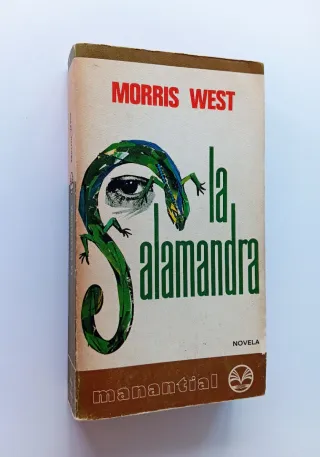 MORRIS WEST
la
Salamandra
NOVELA
manantial